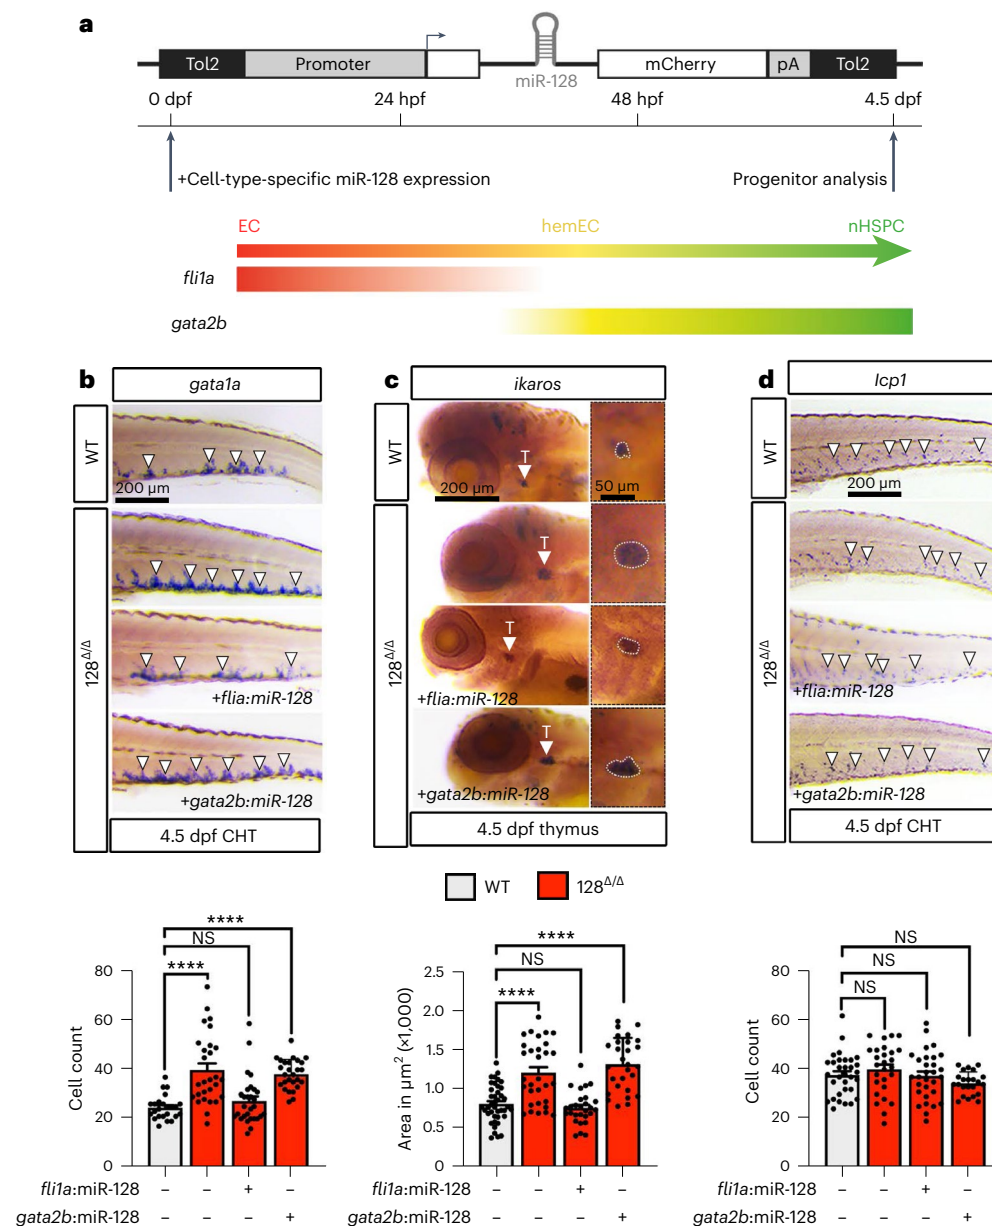 a
Tol2 Promoter mCherry pA Tol2
miR-128
0 dpf 24 hpf 48 hpf 4.5 dpf
+Cell-type-specific miR-128 expression Progenitor analysis
EC hemEC nHSPC
fli1a
gata2b
b gata1a
WT
200 µm
128Δ/Δ
+flia:miR-128
+gata2b:miR-128
4.5 dpf CHT
c ikaros
WT
T
200 µm 50 µm
128Δ/Δ
T
T
+flia:miR-128
T
+gata2b:miR-128
4.5 dpf thymus
d lcp1
WT
200 µm
128Δ/Δ
+flia:miR-128
+gata2b:miR-128
4.5 dpf CHT
WT 128Δ/Δ
****
NS
****
80
60
40
20
0
Cell count
fli1a:miR-128 – – + –
gata2b:miR-128 – – – +
****
NS
****
2.5
2.0
1.5
1.0
0.5
0
Area in µm² (×1,000)
fli1a:miR-128 – – + –
gata2b:miR-128 – – – +
NS
NS
NS
80
60
40
20
0
Cell count
fli1a:miR-128 – – + –
gata2b:miR-128 – – – +